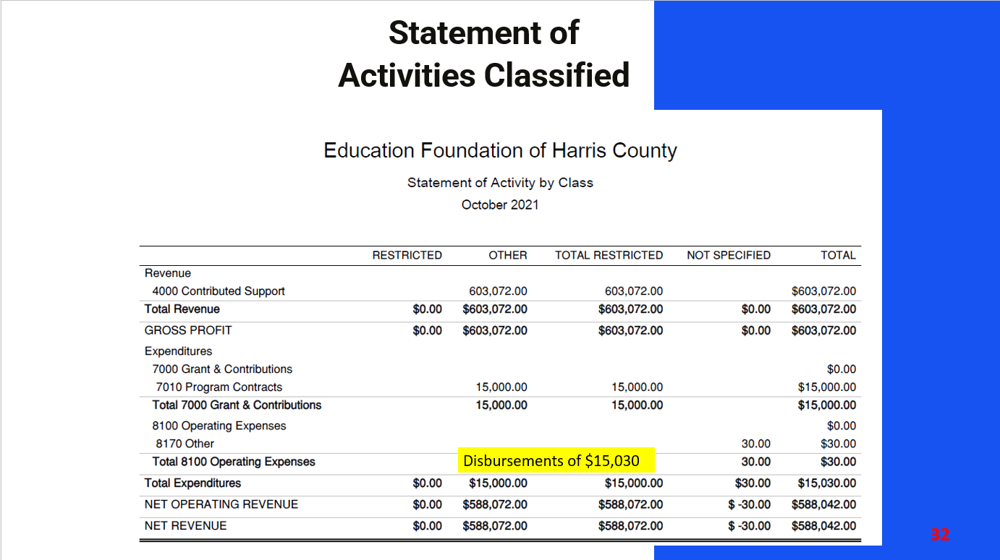 Statement of
Activities Classified
Education Foundation of Harris County
Statement of Activity by Class
October 2021
RESTRICTED OTHER TOTAL RESTRICTED NOT SPECIFIED TOTAL
Revenue
4000 Contributed Support 603,072.00 603,072.00 $603,072.00
Total Revenue $0.00 $603,072.00 $603,072.00 $0.00 $603,072.00
GROSS PROFIT $0.00 $603,072.00 $603,072.00 $0.00 $603,072.00
Expenditures
7000 Grant & Contributions $0.00
7010 Program Contracts 15,000.00 15,000.00 $15,000.00
Total 7000 Grant & Contributions 15,000.00 15,000.00 $15,000.00
8100 Operating Expenses $0.00
8170 Other 30.00 $30.00
Total 8100 Operating Expenses Disbursements of $15,030 30.00 $30.00
Total Expenditures $0.00 $15,000.00 $15,000.00 $30.00 $15,030.00
NET OPERATING REVENUE $0.00 $588,072.00 $588,072.00 $ -30.00 $588,042.00
NET REVENUE $0.00 $588,072.00 $588,072.00 $ -30.00 $588,042.00
32